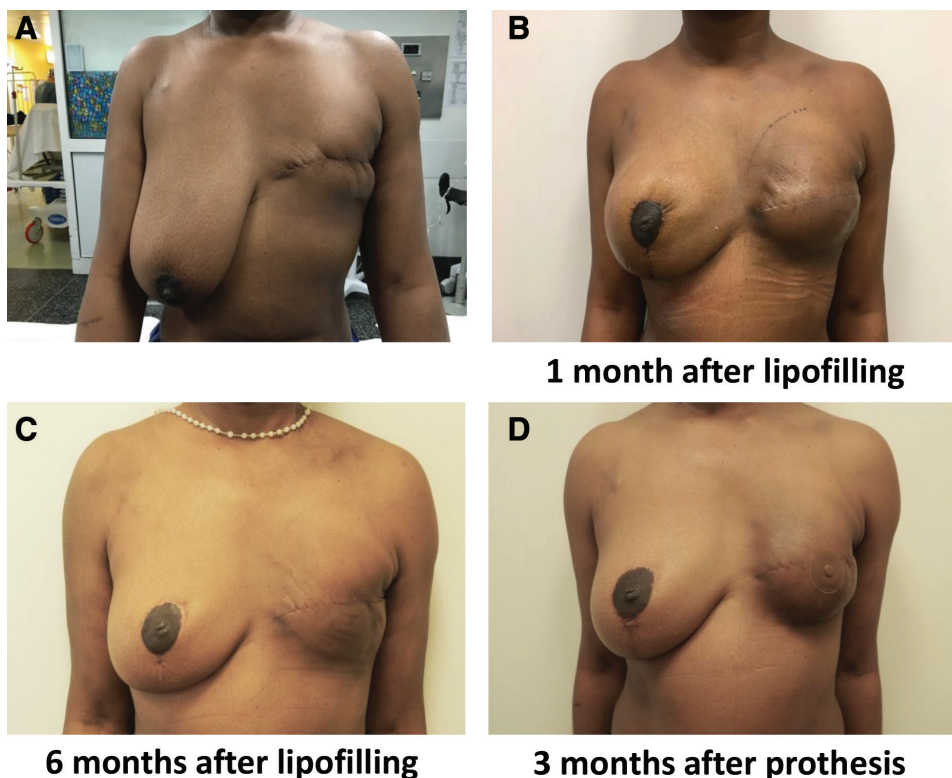 A
B
1 month after lipofilling
C
D
6 months after lipofilling
3 months after prothesis